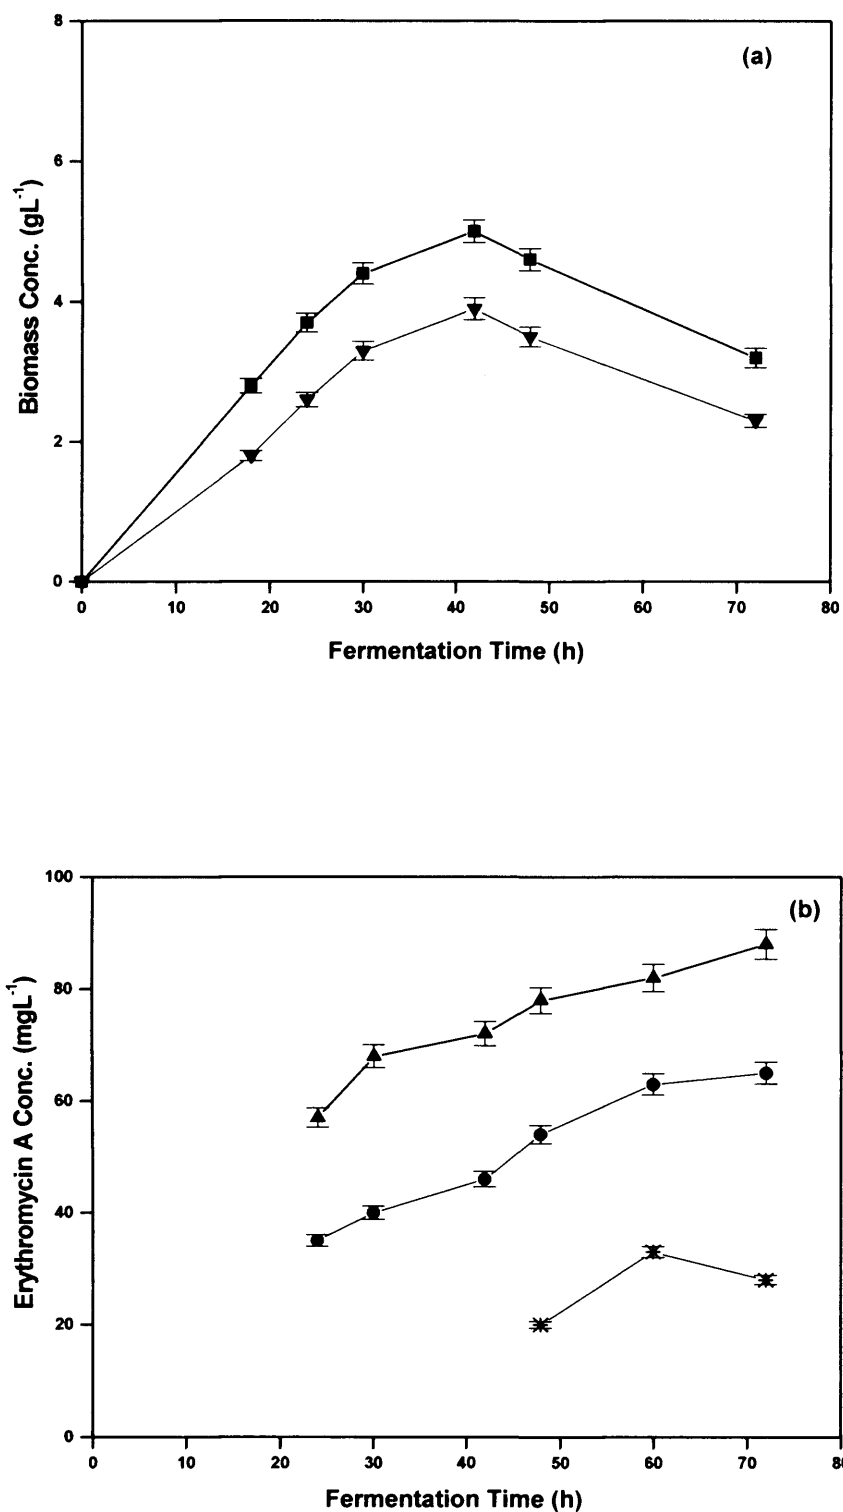 (a)
8
6
4
2
0
Biomass Conc. (gL⁻¹)
0 10 20 30 40 50 60 70 80
Fermentation Time (h)
(b)
100
80
60
40
20
0
Erythromycin A Conc. (mgL⁻¹)
0 10 20 30 40 50 60 70 80
Fermentation Time (h)